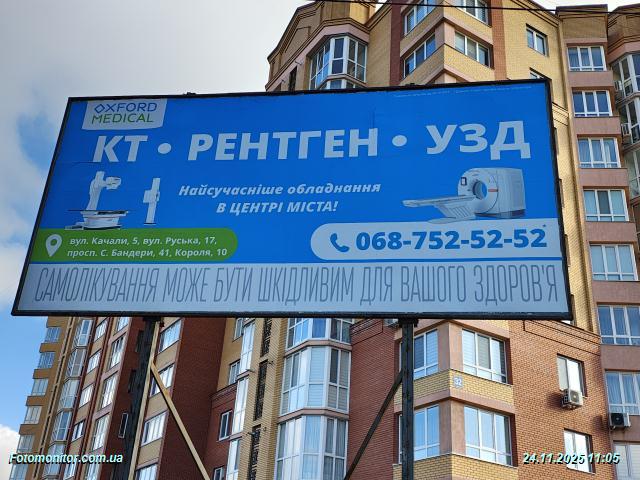 OXFORD
MEDICAL
КТ • РЕНТГЕН • УЗД
Найсучасніше обладнання
В ЦЕНТРІ МІСТА!
вул. Качали, 5, вул. Руська, 17,
просп. С. Бандери, 41, Короля, 10
068-752-52-52
САМОЛІКУВАННЯ МОЖЕ БУТИ ШКІДЛИВИМ ДЛЯ ВАШОГО ЗДОРОВ'Я
32
Fotomonitor.com.ua
24.11.2025 11:05